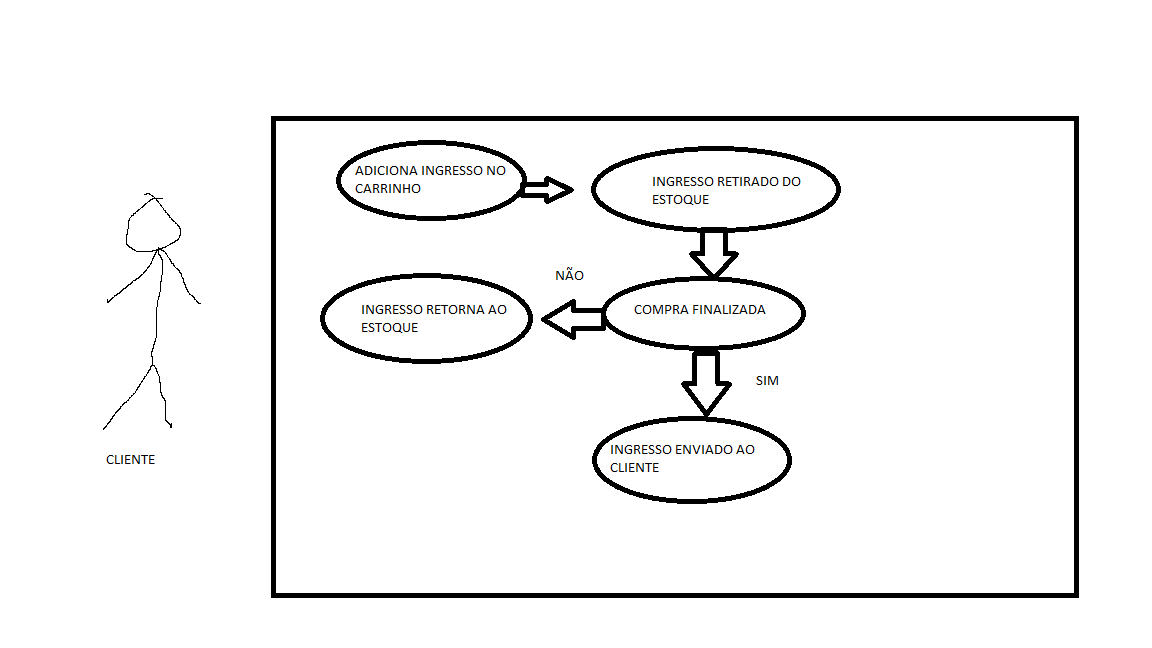 ADICIONA INGRESSO NO
CARRINHO
INGRESSO RETIRADO DO
ESTOQUE
NÃO
INGRESSO RETORNA AO
ESTOQUE
COMPRA FINALIZADA
SIM
INGRESSO ENVIADO AO
CLIENTE
CLIENTE